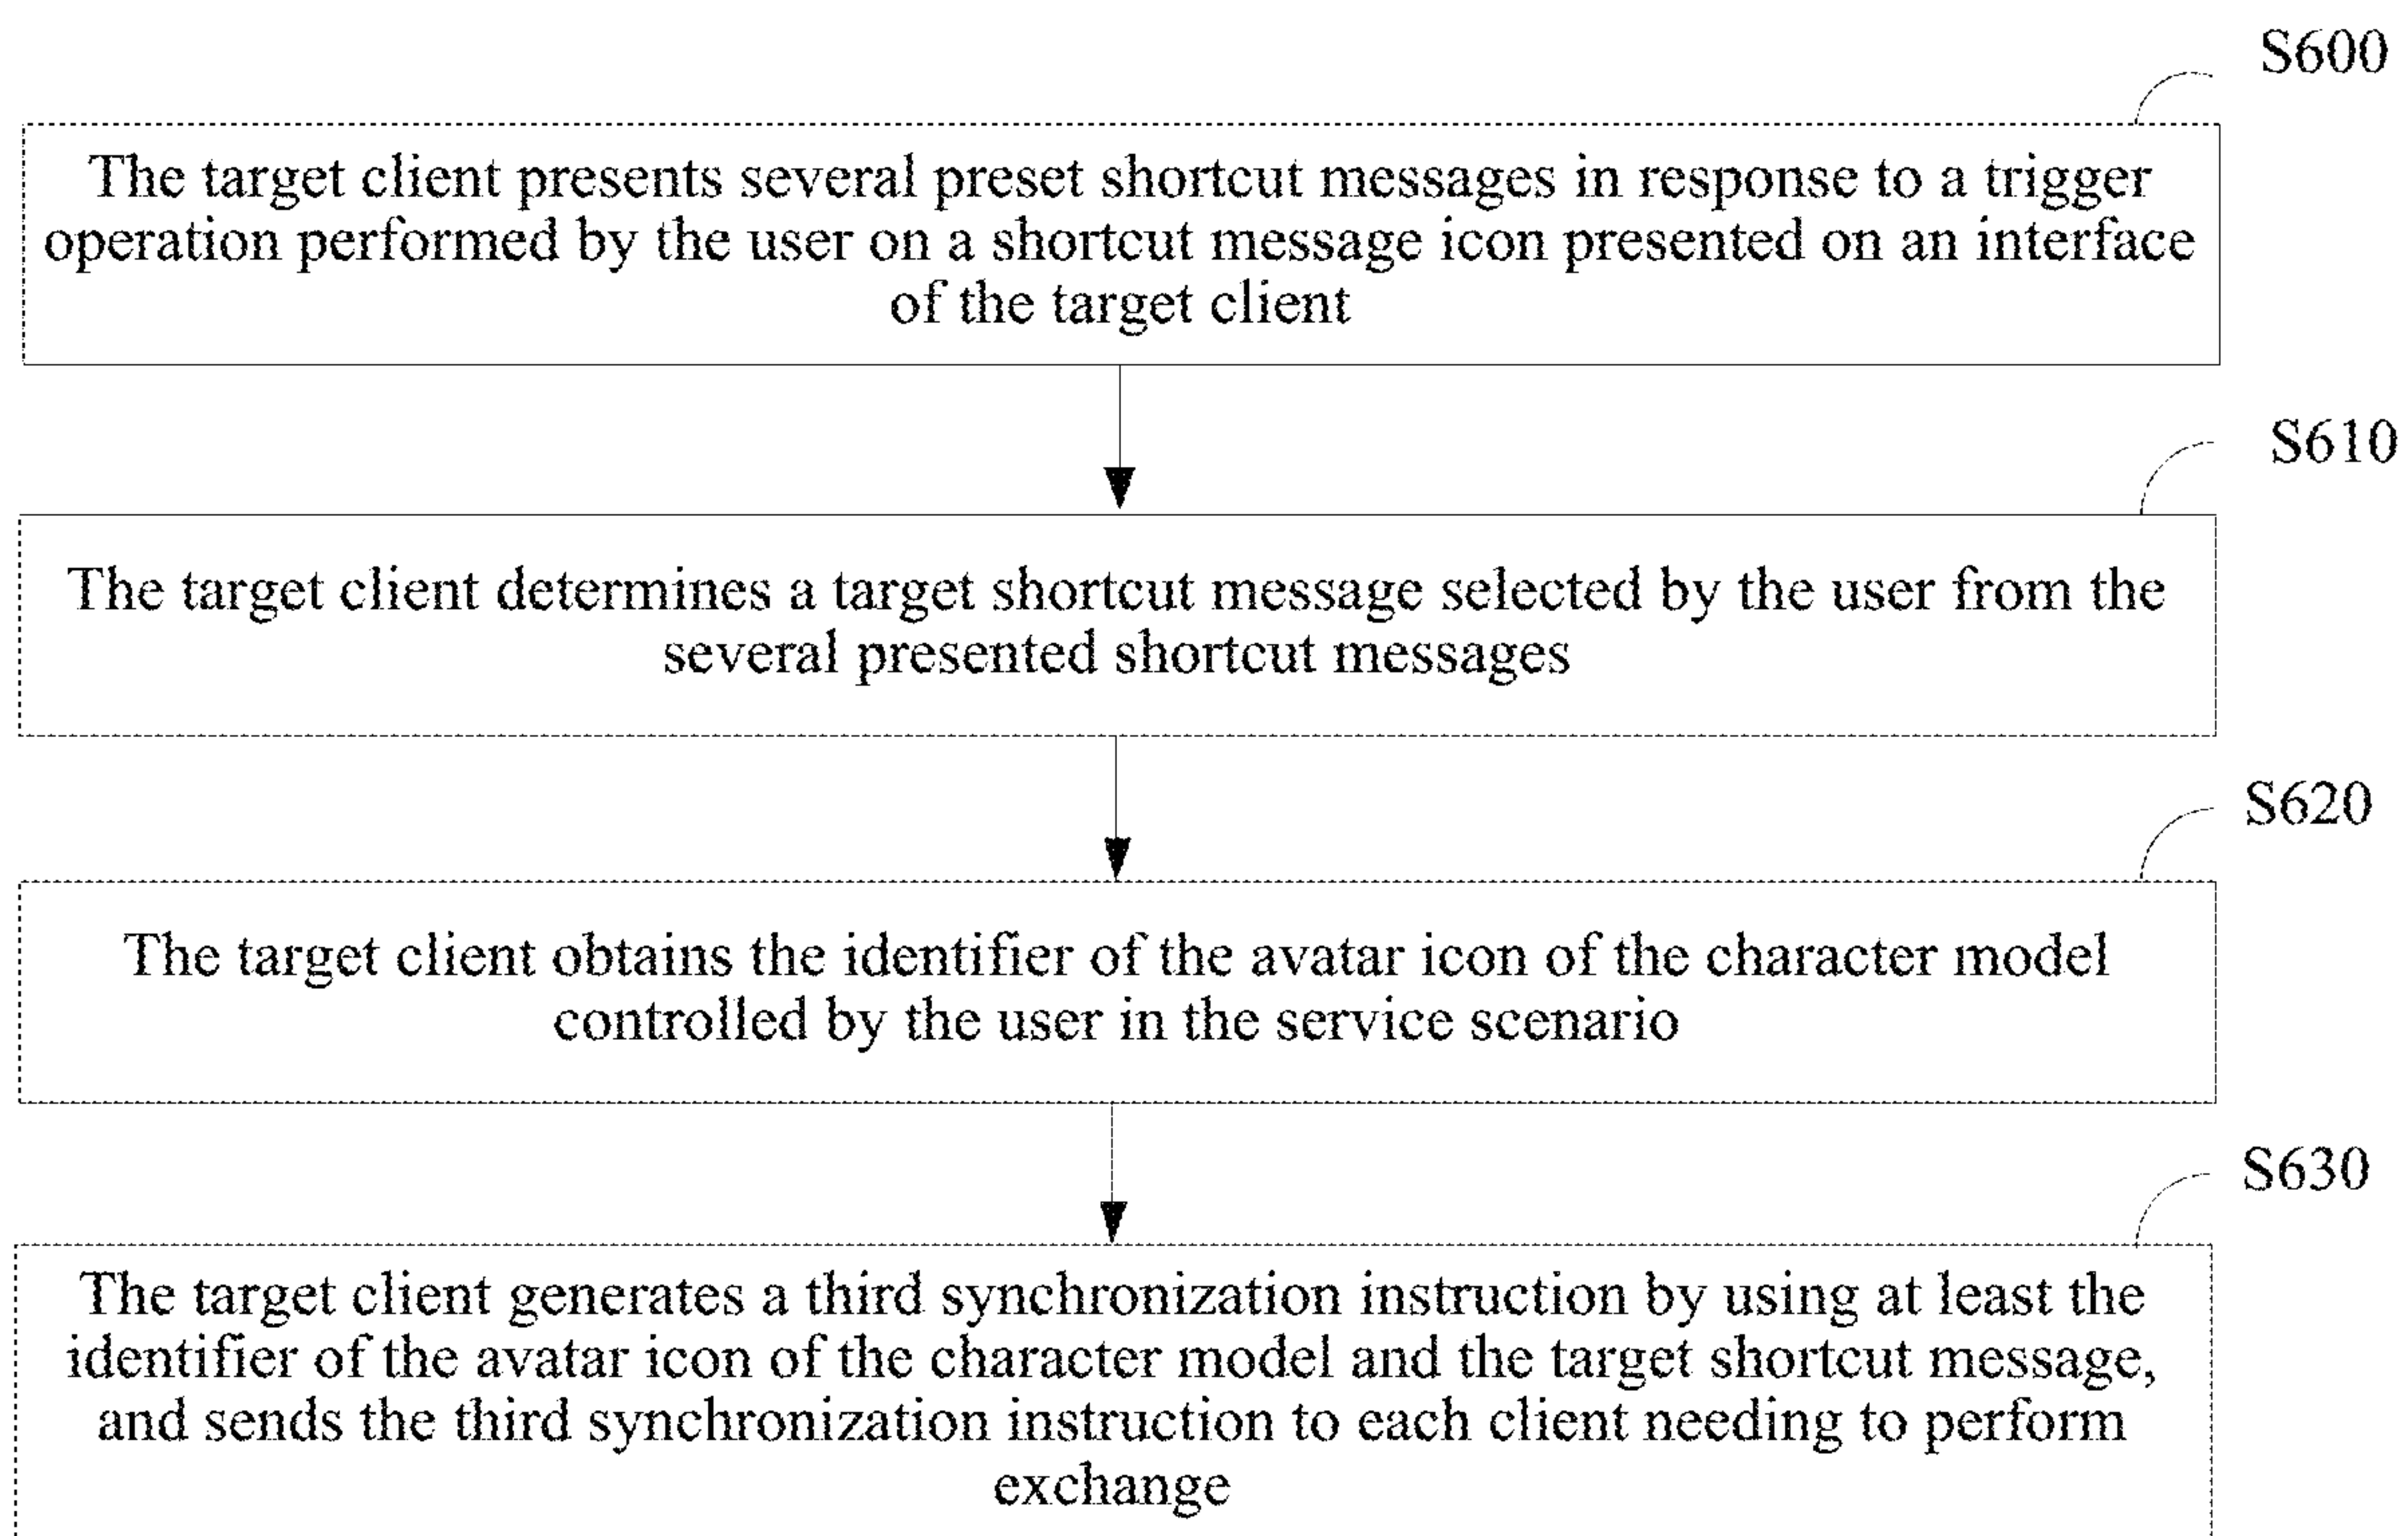 S600
The target client presents several preset shortcut messages in response to a trigger
operation performed by the user on a shortcut message icon presented on an interface
of the target client
S610
The target client determines a target shortcut message selected by the user from the
several presented shortcut messages
S620
The target client obtains the identifier of the avatar icon of the character model
controlled by the user in the service scenario
S630
The target client generates a third synchronization instruction by using at least the
identifier of the avatar icon of the character model and the target shortcut message,
and sends the third synchronization instruction to each client needing to perform
exchange